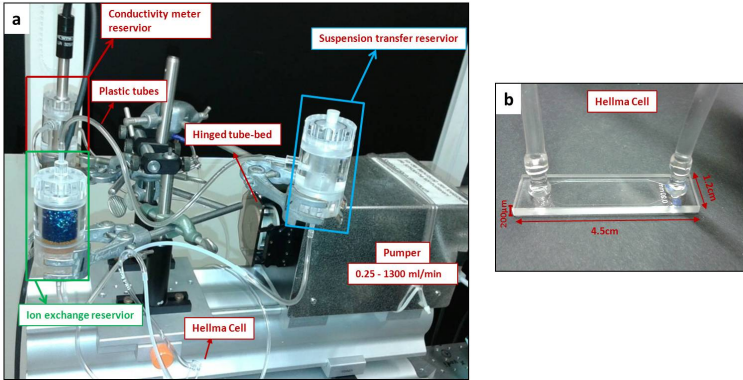 a
Conductivity meter
reservior
Plastic tubes
Suspension transfer reservior
Hinged tube-bed
Pumper
0.25 - 1300 ml/min
Ion exchange reservior
Hellma Cell
b
Hellma Cell
1.2cm
200µm
4.5cm